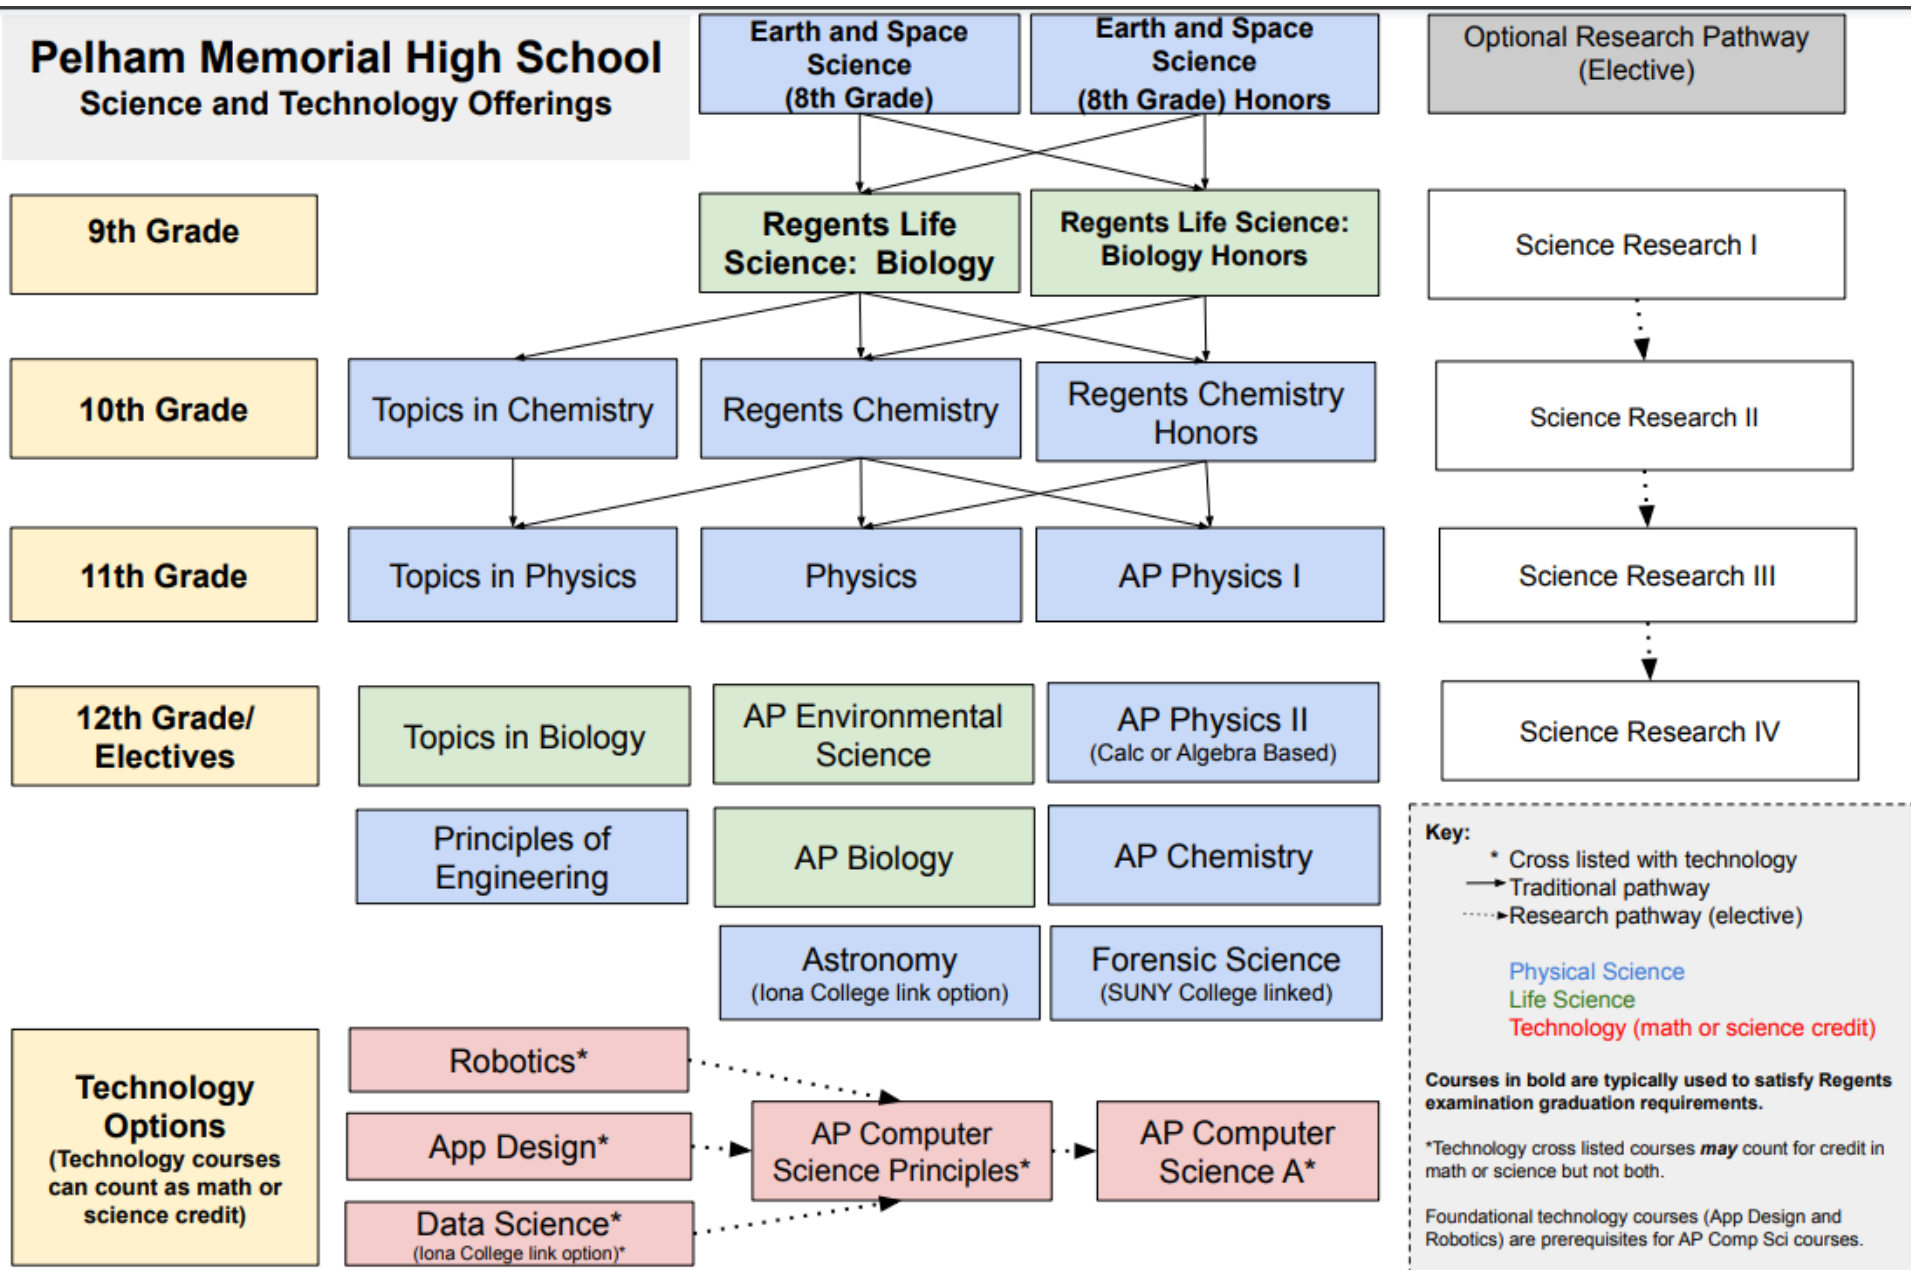 Pelham Memorial High School
Science and Technology Offerings
Earth and Space
Science
(8th Grade)
Earth and Space
Science
(8th Grade) Honors
Optional Research Pathway
(Elective)
9th Grade
Regents Life
Science: Biology
Regents Life Science:
Biology Honors
Science Research I
10th Grade
Topics in Chemistry
Regents Chemistry
Regents Chemistry
Honors
Science Research II
11th Grade
Topics in Physics
Physics
AP Physics I
Science Research III
12th Grade/
Electives
Topics in Biology
AP Environmental
Science
AP Physics II
(Calc or Algebra Based)
Science Research IV
Principles of
Engineering
AP Biology
AP Chemistry
Astronomy
(Iona College link option)
Forensic Science
(SUNY College linked)
Technology
Options
(Technology courses
can count as math or
science credit)
Robotics*
App Design*
Data Science*
(Iona College link option)*
AP Computer
Science Principles*
AP Computer
Science A*
Key:
* Cross listed with technology
Traditional pathway
Research pathway (elective)
Physical Science
Life Science
Technology (math or science credit)
Courses in bold are typically used to satisfy Regents
examination graduation requirements.
*Technology cross listed courses may count for credit in
math or science but not both.
Foundational technology courses (App Design and
Robotics) are prerequisites for AP Comp Sci courses.